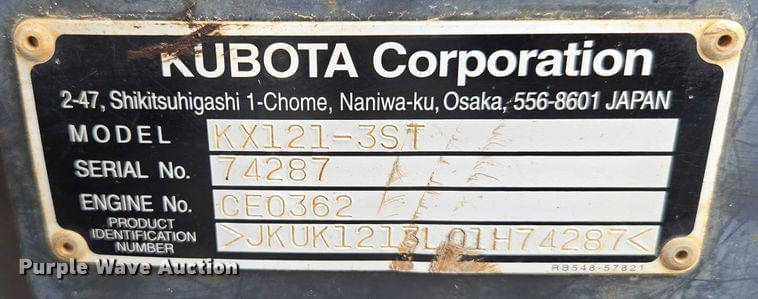 KUBOTA Corporation
2-47, Shikitsuhigashi 1-Chome, Naniwa-ku, Osaka, 556-8601 JAPAN
MODEL KX121-3ST
SERIAL No. 74287
ENGINE No. CE0362
PRODUCT IDENTIFICATION NUMBER >JKUK1213L01H74287<
Purple Wave Auction
RB548-57821